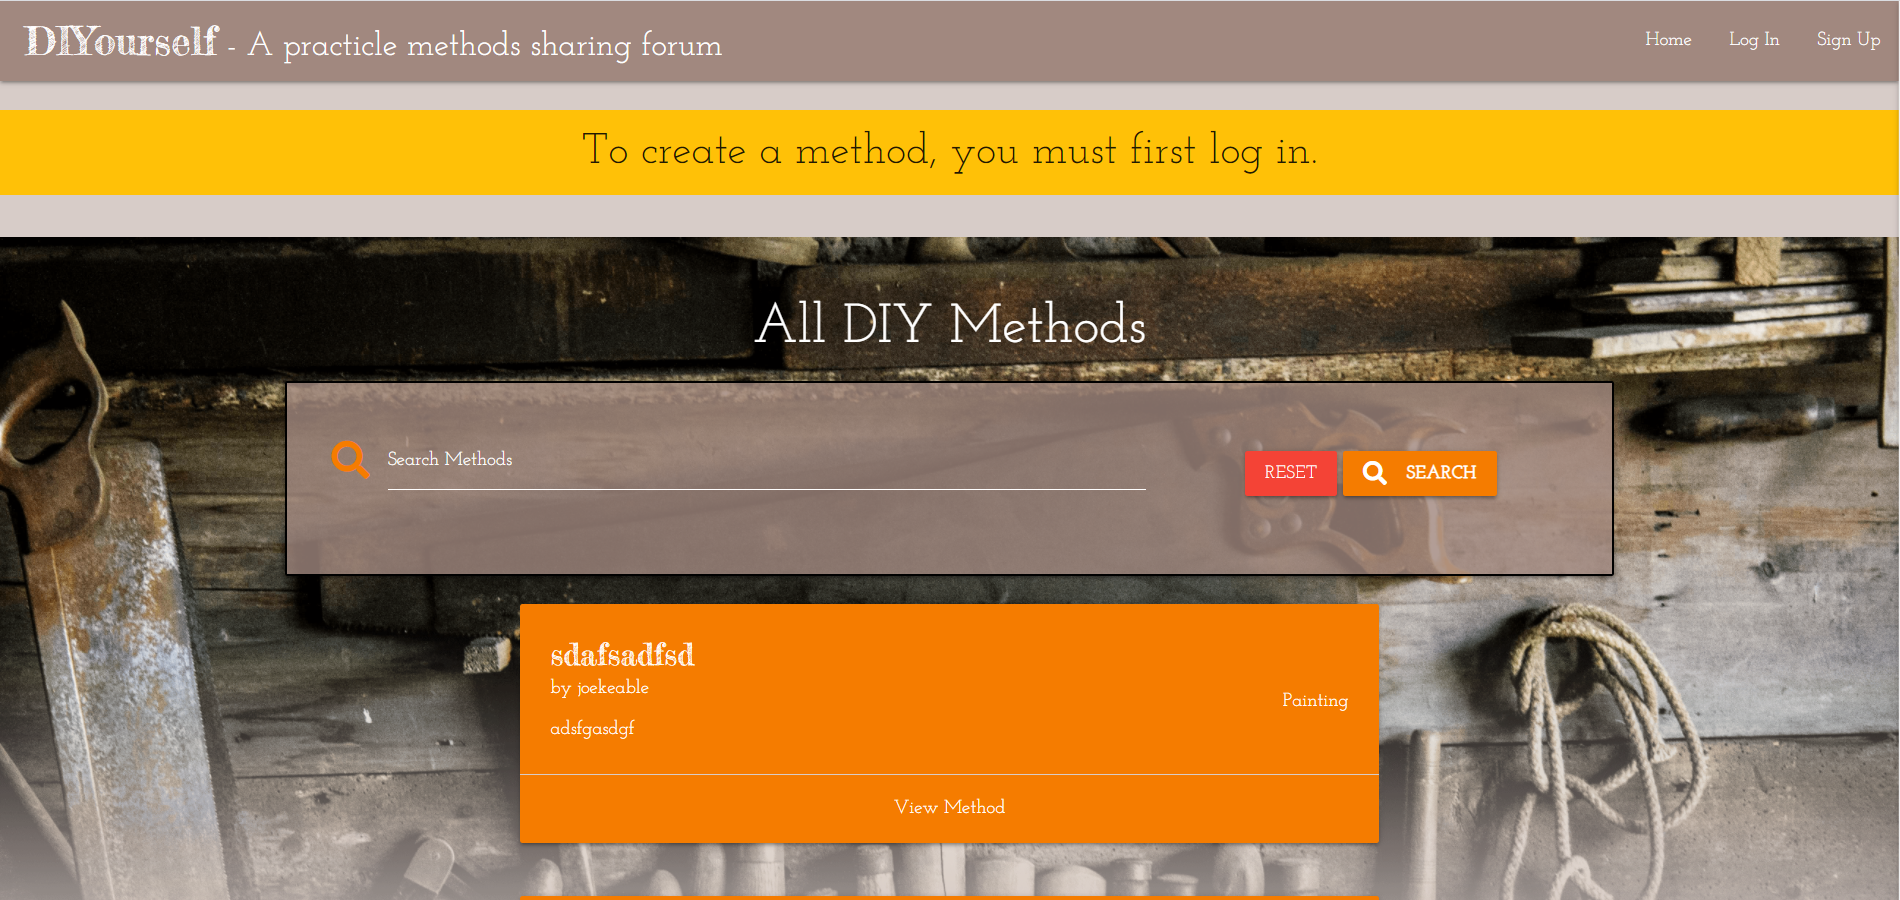 DIYourself - A practicle methods sharing forum
Home Log In Sign Up
To create a method, you must first log in.
All DIY Methods
Search Methods
RESET SEARCH
sdafsadfsd
by joekeable
Painting
adsfgasdgf
View Method